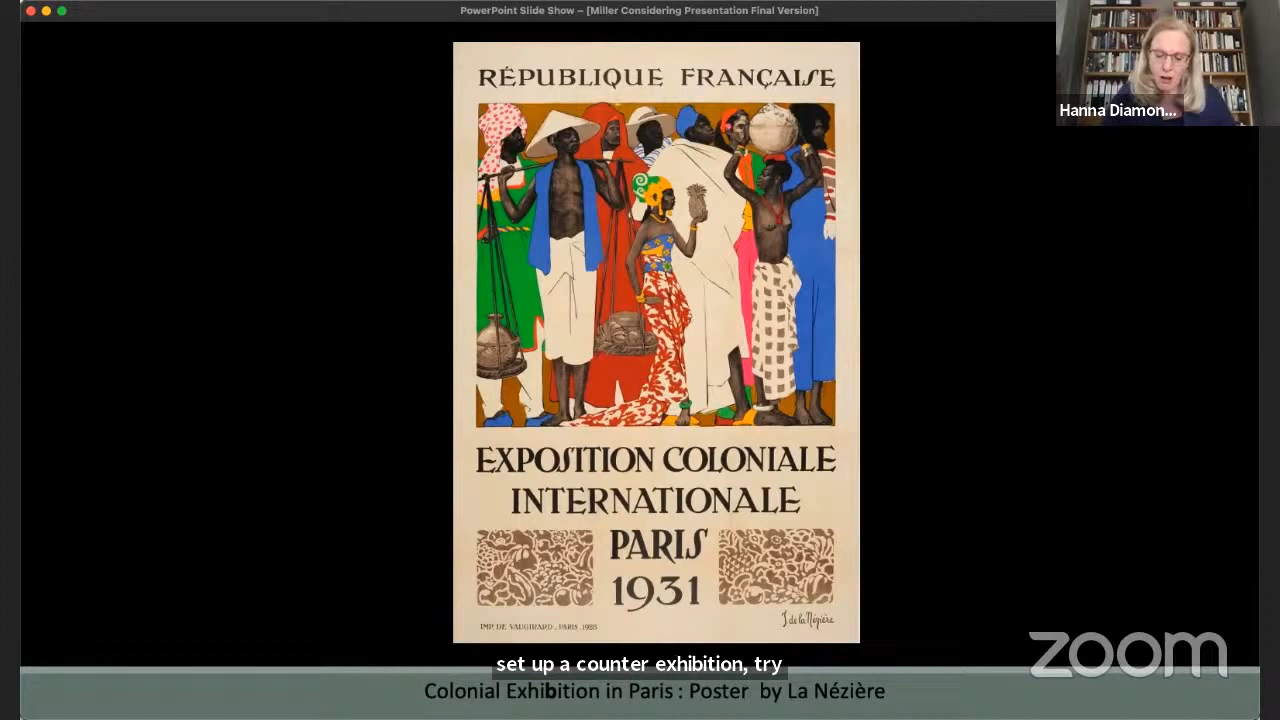 PowerPoint Slide Show – [Miller Considering Presentation Final Version]
Hanna Diamon...
RÉPUBLIQUE FRANÇAISE
EXPOSITION COLONIALE
INTERNATIONALE
PARIS
1931
IMP. DE VAUGIRARD. PARIS. 1928
J de la Nézière
zoom
set up a counter exhibition, try
Colonial Exhibition in Paris : Poster by La Nézière